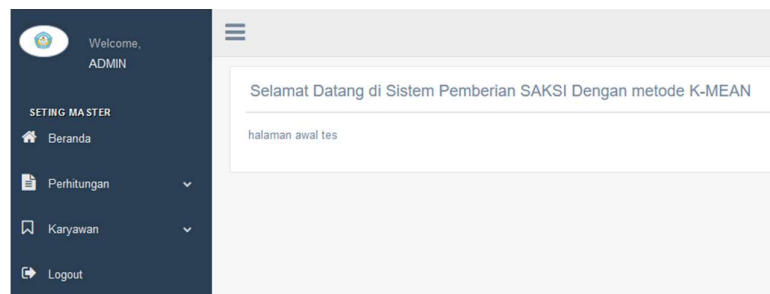 Welcome,
ADMIN
SETING MASTER
Beranda
Perhitungan
Karyawan
Logout
Selamat Datang di Sistem Pemberian SAKSI Dengan metode K-MEAN
halaman awal tes